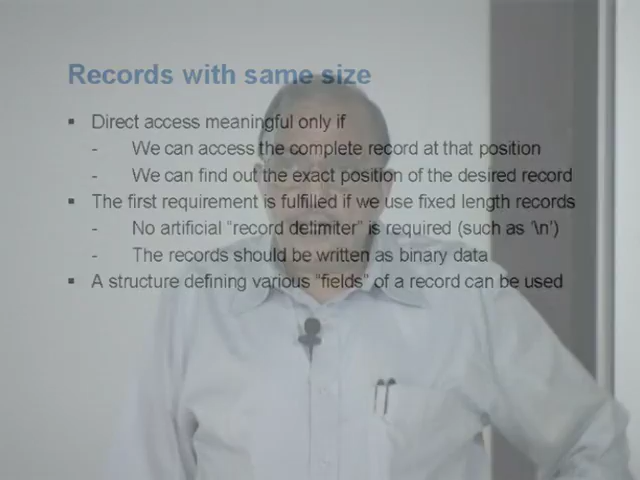 Records with same size
▪ Direct access meaningful only if
- We can access the complete record at that position
- We can find out the exact position of the desired record
▪ The first requirement is fulfilled if we use fixed length records
- No artificial “record delimiter” is required (such as '\n')
- The records should be written as binary data
▪ A structure defining various “fields” of a record can be used